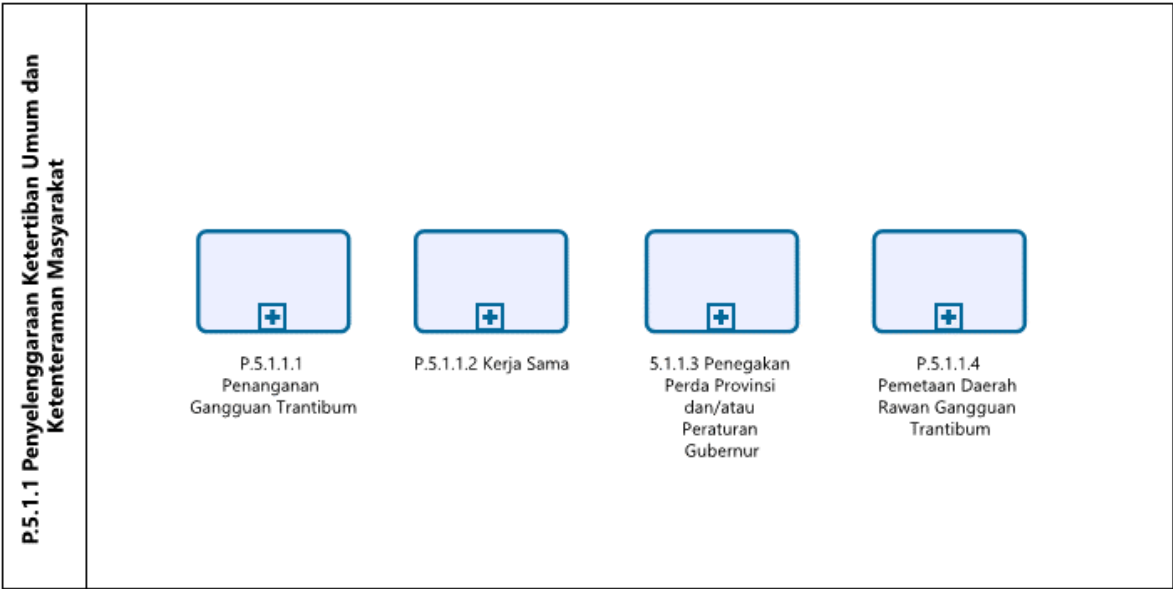 P.5.1.1 Penyelenggaraan Ketertiban Umum dan
Ketenteraman Masyarakat
P.5.1.1.1
Penanganan
Gangguan Trantibum
P.5.1.1.2 Kerja Sama
5.1.1.3 Penegakan
Perda Provinsi
dan/atau
Peraturan
Gubernur
P.5.1.1.4
Pemetaan Daerah
Rawan Gangguan
Trantibum